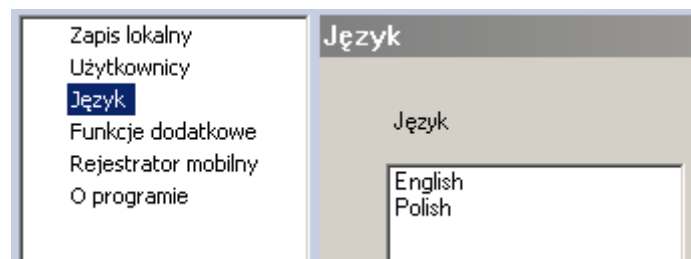 Zapis lokalny
Użytkownicy
Język
Funkcje dodatkowe
Rejestrator mobilny
O programie
Język
Język
English
Polish